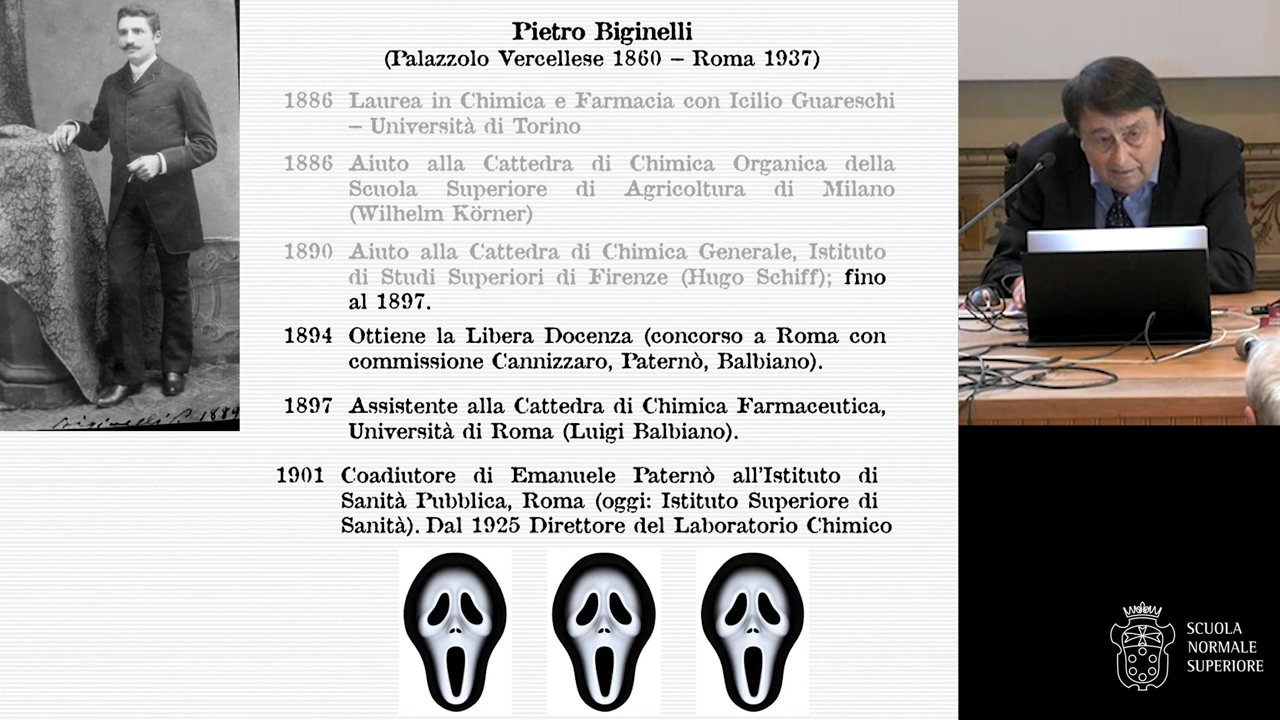 Pietro Biginelli
(Palazzolo Vercellese 1860 – Roma 1937)
1886 Laurea in Chimica e Farmacia con Icilio Guareschi
– Università di Torino
1886 Aiuto alla Cattedra di Chimica Organica della
Scuola Superiore di Agricoltura di Milano
(Wilhelm Körner)
1890 Aiuto alla Cattedra di Chimica Generale, Istituto
di Studi Superiori di Firenze (Hugo Schiff); fino
al 1897.
1894 Ottiene la Libera Docenza (concorso a Roma con
commissione Cannizzaro, Paternò, Balbiano).
1897 Assistente alla Cattedra di Chimica Farmaceutica,
Università di Roma (Luigi Balbiano).
1901 Coadiutore di Emanuele Paternò all'Istituto di
Sanità Pubblica, Roma (oggi: Istituto Superiore di
Sanità). Dal 1925 Direttore del Laboratorio Chimico
Biginelli P. 1889
SCUOLA
NORMALE
SUPERIORE